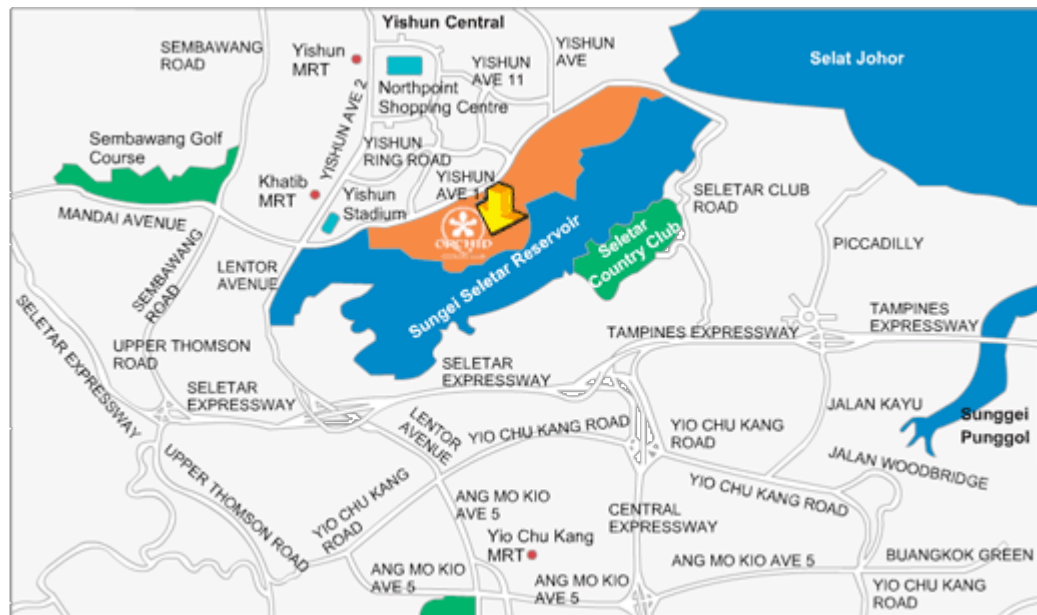 Yishun Central
SEMBAWANG
ROAD
Yishun
MRT
YISHUN
AVE 11
YISHUN
AVE
Selat Johor
Northpoint
Shopping Centre
YISHUN AVE 2
Sembawang Golf
Course
YISHUN
RING ROAD
Khatib
MRT
YISHUN
AVE 1
Yishun
Stadium
SELETAR CLUB
ROAD
MANDAI AVENUE
ORCHID
PICCADILLY
LENTOR
AVENUE
SEMBAWANG
ROAD
Sungei Seletar Reservoir
Seletar
Country Club
SELETAR EXPRESSWAY
UPPER THOMSON
ROAD
TAMPINES EXPRESSWAY
TAMPINES
EXPRESSWAY
SELETAR
EXPRESSWAY
SELETAR
EXPRESSWAY
JALAN KAYU
Sunggei
Punggol
LENTOR
AVENUE
YIO CHU KANG ROAD
YIO CHU KANG
ROAD
JALAN WOODBRIDGE
UPPER THOMSON ROAD
YIO CHU KANG
ROAD
YIO CHU KANG ROAD
ANG MO KIO
AVE 5
CENTRAL
EXPRESSWAY
Yio Chu Kang
MRT
ANG MO KIO AVE 5
BUANGKOK GREEN
ANG MO KIO
AVE 5
ANG MO KIO
AVE 5
YIO CHU KANG
ROAD